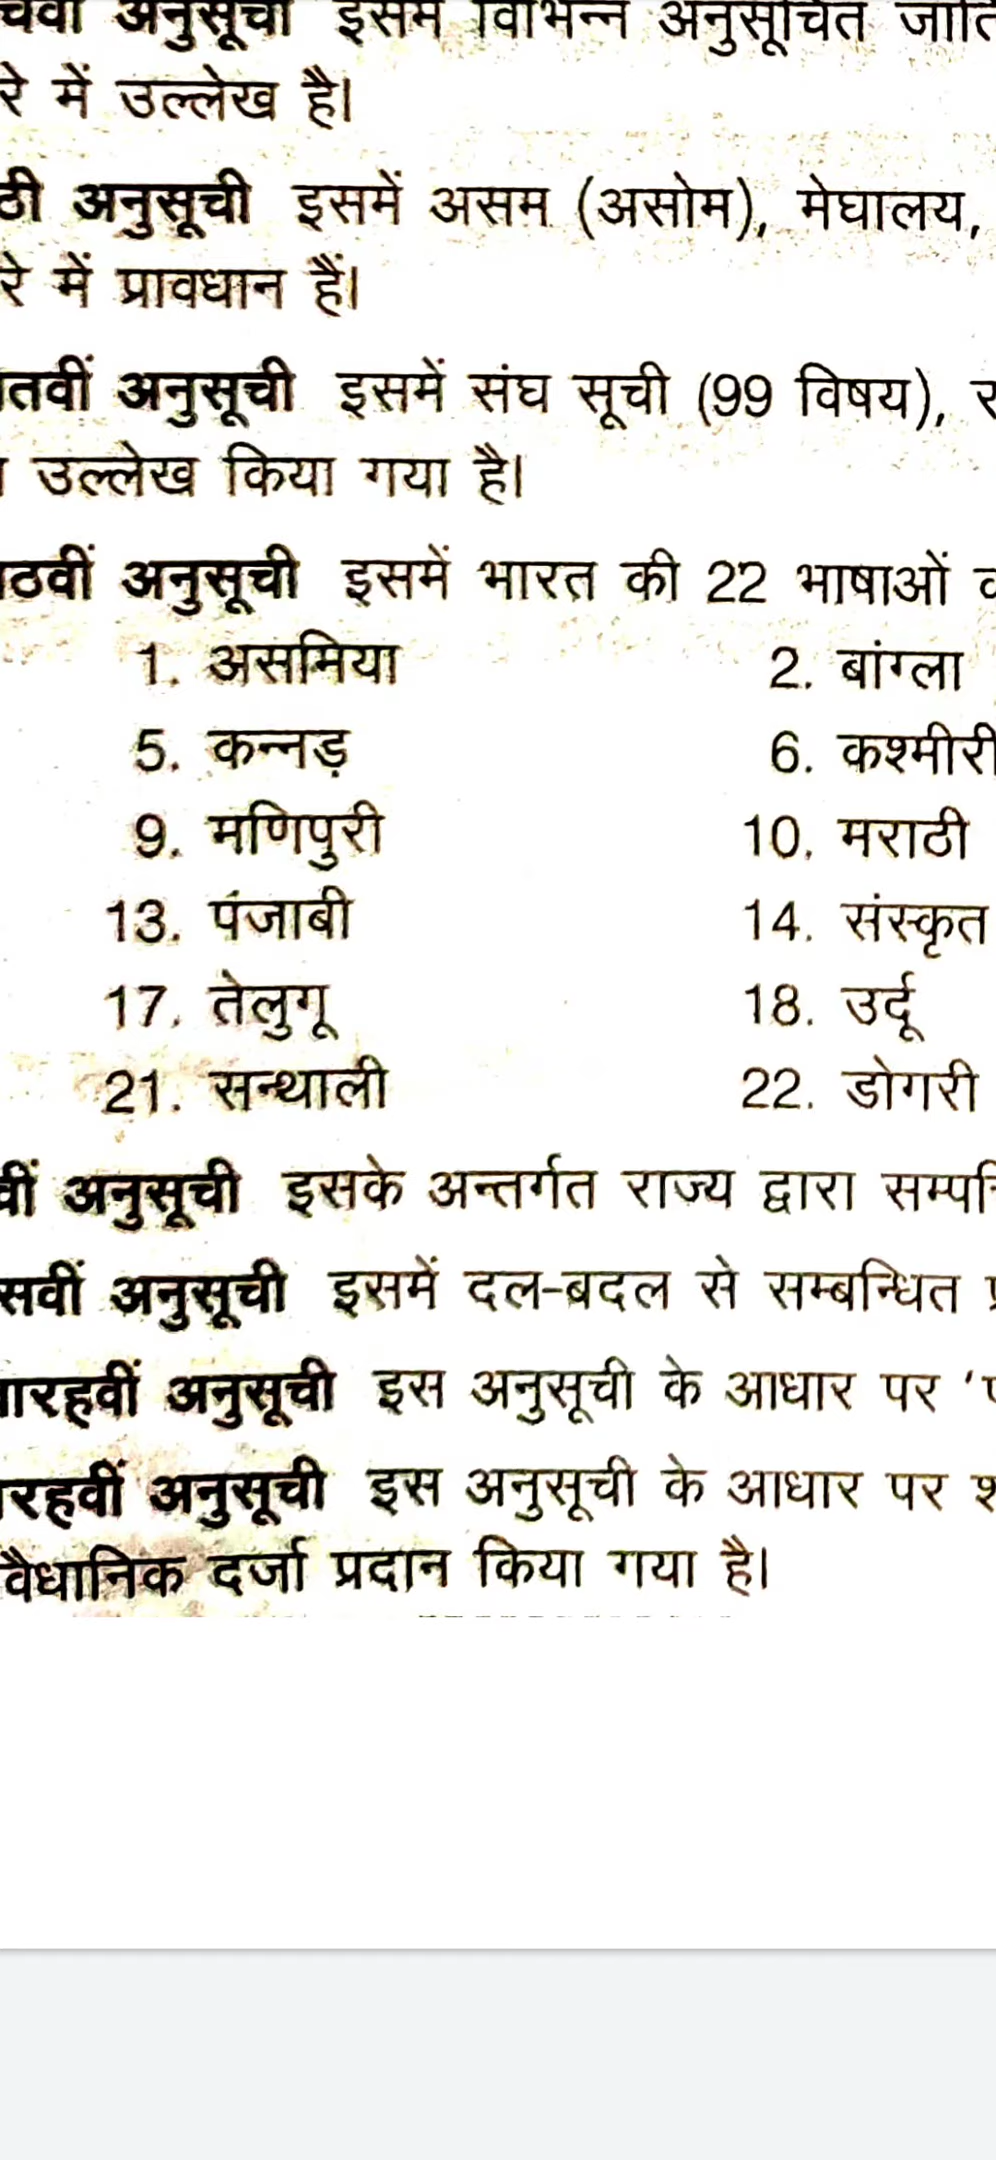 अनुसूची इसमें विभिन्न अनुसूचित
में उल्लेख है।
अनुसूची इसमें असम (असोम), मेघालय,
में प्रावधान हैं।
अनुसूची इसमें संघ सूची (99 विषय),
उल्लेख किया गया है।
अनुसूची इसमें भारत की 22 भाषाओं
1. असमिया 2. बांग्ला
5. कन्नड़ 6. कश्मीरी
9. मणिपुरी 10. मराठी
13. पंजाबी 14. संस्कृत
17. तेलुगू 18. उर्दू
21. सन्थाली 22. डोगरी
अनुसूची इसके अन्तर्गत राज्य द्वारा
अनुसूची इसमें दल-बदल से सम्बन्धित
अनुसूची इस अनुसूची के आधार पर
अनुसूची इस अनुसूची के आधार पर
वैधानिक दर्जा प्रदान किया गया है।